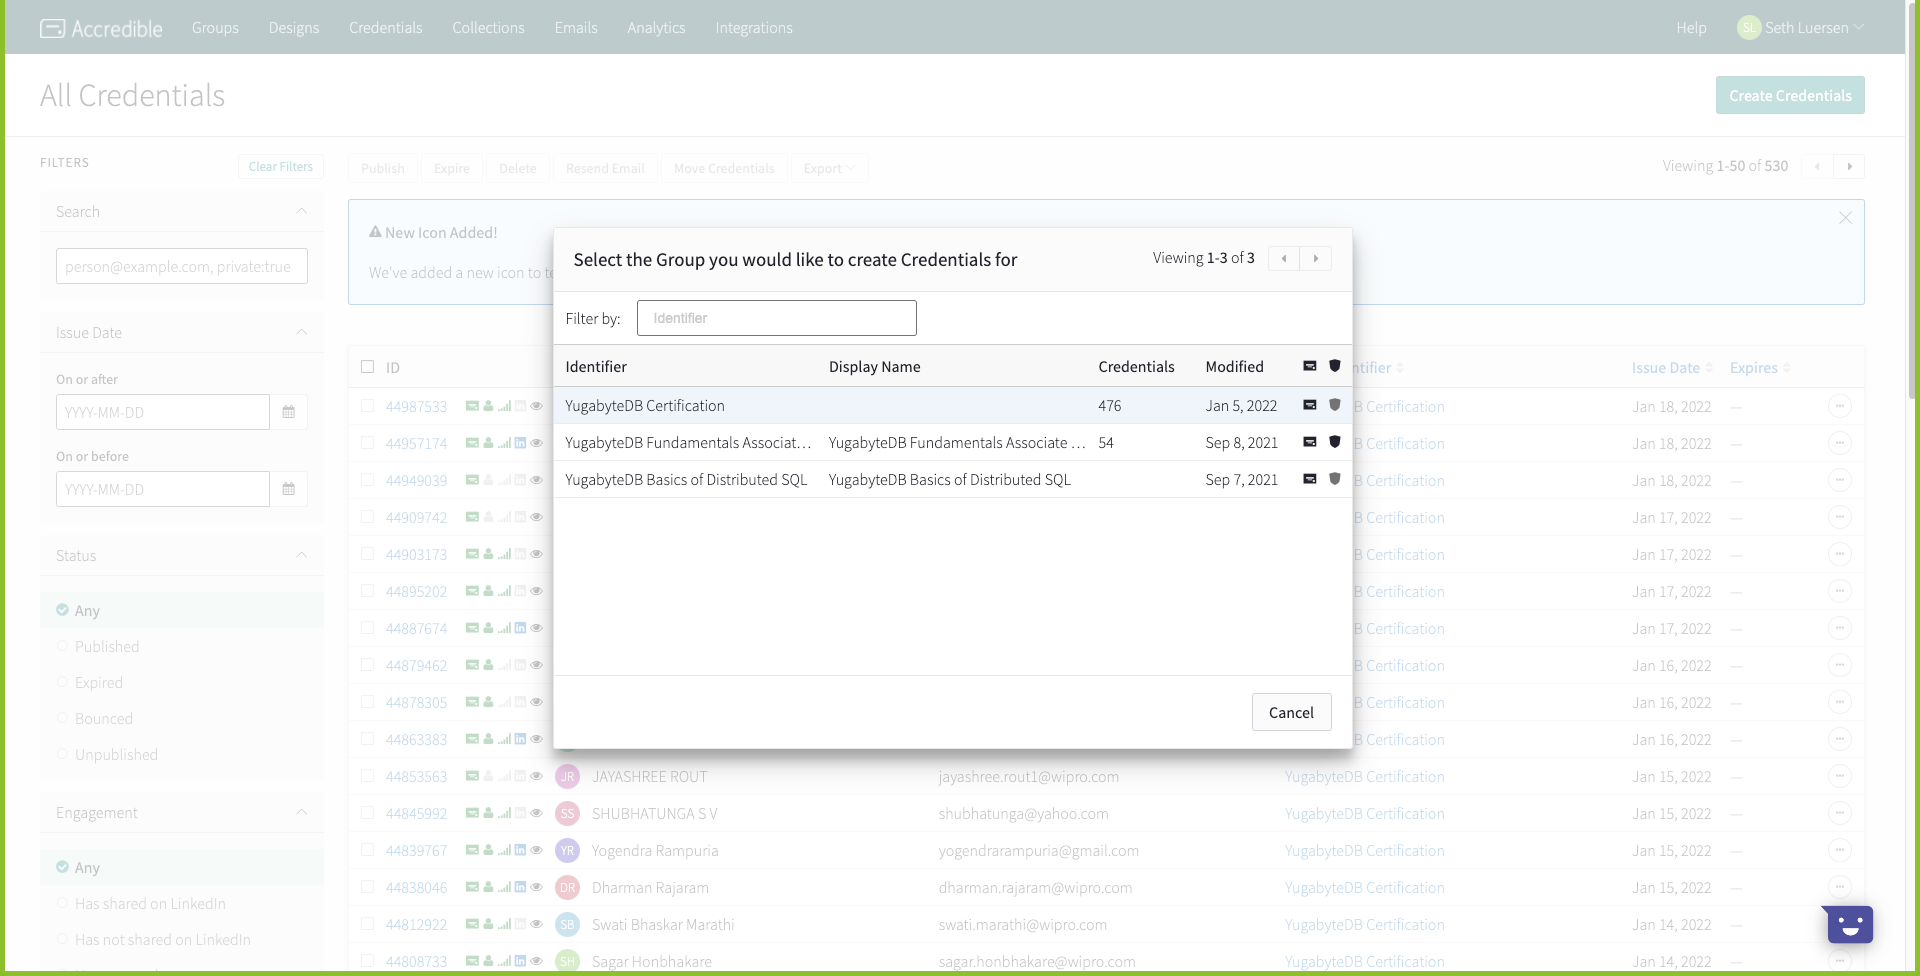 Accredible Groups Designs Credentials Collections Emails Analytics Integrations Help SL Seth Luersen
All Credentials
Create Credentials
FILTERS
Clear Filters
Publish Expire Delete Resend Email Move Credentials Export
Viewing 1-50 of 530
Search
person@example.com, private:true
New Icon Added!
We've added a new icon to te
Select the Group you would like to create Credentials for
Viewing 1-3 of 3
Filter by: Identifier
Identifier Display Name Credentials Modified
YugabyteDB Certification 476 Jan 5, 2022
YugabyteDB Fundamentals Associat... YugabyteDB Fundamentals Associate ... 54 Sep 8, 2021
YugabyteDB Basics of Distributed SQL YugabyteDB Basics of Distributed SQL Sep 7, 2021
Cancel
Issue Date
On or after
YYYY-MM-DD
On or before
YYYY-MM-DD
Status
Any
Published
Expired
Bounced
Unpublished
Engagement
Any
Has shared on LinkedIn
Has not shared on LinkedIn
ID ntifier Issue Date Expires
44987533 B Certification Jan 18, 2022 —
44957174 B Certification Jan 18, 2022 —
44949039 B Certification Jan 18, 2022 —
44909742 B Certification Jan 17, 2022 —
44903173 B Certification Jan 17, 2022 —
44895202 B Certification Jan 17, 2022 —
44887674 B Certification Jan 17, 2022 —
44879462 B Certification Jan 16, 2022 —
44878305 B Certification Jan 16, 2022 —
44863383 B Certification Jan 16, 2022 —
44853563 JR JAYASHREE ROUT jayashree.rout1@wipro.com YugabyteDB Certification Jan 15, 2022 —
44845992 SS SHUBHATUNGA S V shubhatunga@yahoo.com YugabyteDB Certification Jan 15, 2022 —
44839767 YR Yogendra Rampuria yogendrarampuria@gmail.com YugabyteDB Certification Jan 15, 2022 —
44838046 DR Dharman Rajaram dharman.rajaram@wipro.com YugabyteDB Certification Jan 15, 2022 —
44812922 SB Swati Bhaskar Marathi swati.marathi@wipro.com YugabyteDB Certification Jan 14, 2022 —
44808733 SH Sagar Honbhakare sagar.honbhakare@wipro.com YugabyteDB Certification Jan 14, 2022 —